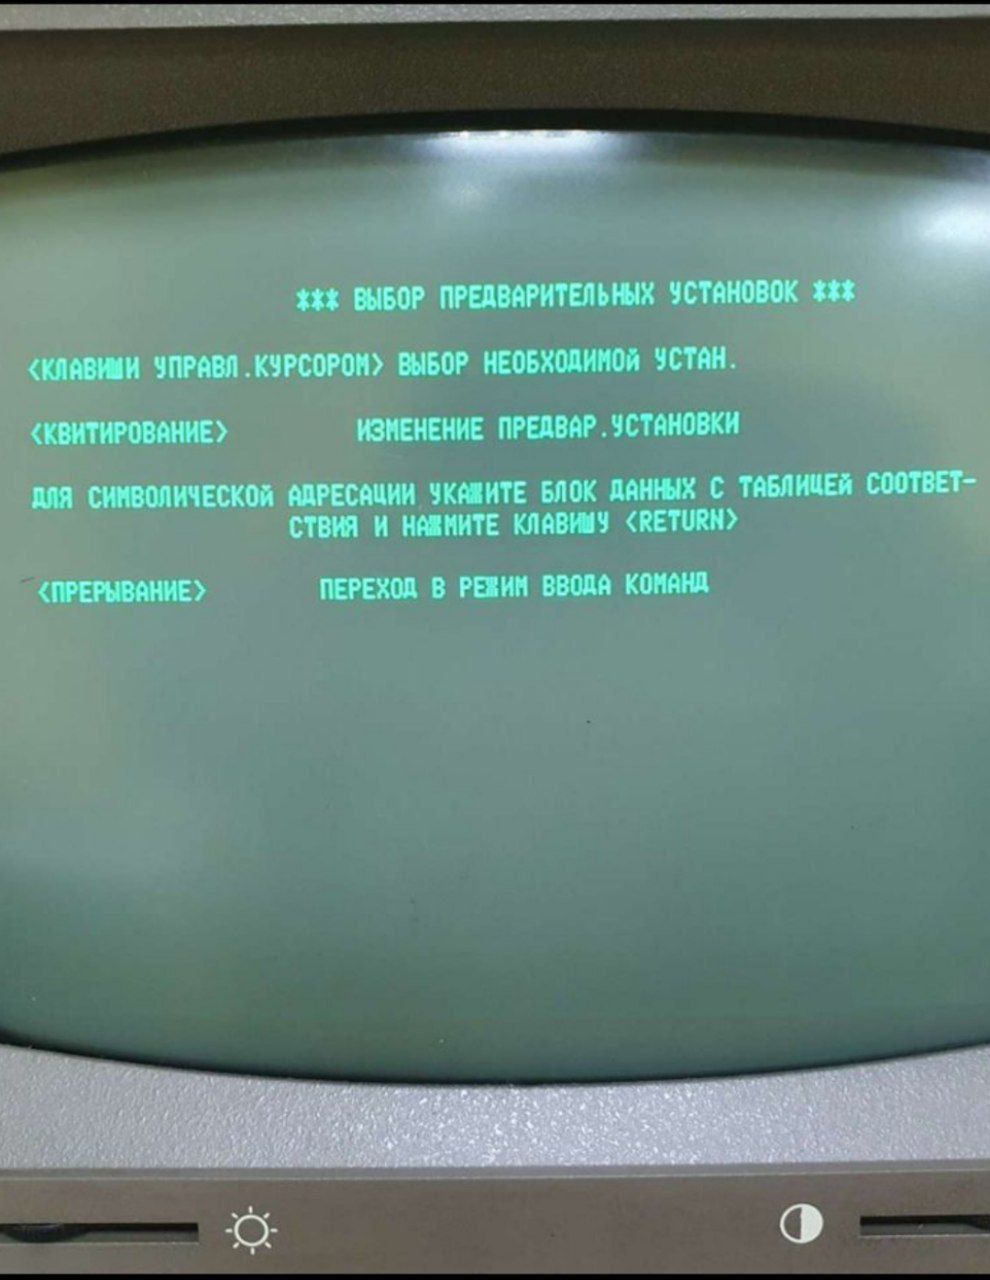 *** ВЫБОР ПРЕДВАРИТЕЛЬНЫХ УСТАНОВОК ***
<КЛАВИШИ УПРАВЛ.КУРСОРОМ> ВЫБОР НЕОБХОДИМОЙ УСТАН.
<КВИТИРОВАНИЕ> ИЗМЕНЕНИЕ ПРЕДВАР.УСТАНОВКИ
ДЛЯ СИМВОЛИЧЕСКОЙ АДРЕСАЦИИ УКАЖИТЕ БЛОК ДАННЫХ С ТАБЛИЦЕЙ СООТВЕТ-
СТВИЯ И НАЖМИТЕ КЛАВИШУ <RETURN>
<ПРЕРЫВАНИЕ> ПЕРЕХОД В РЕЖИМ ВВОДА КОМАНД